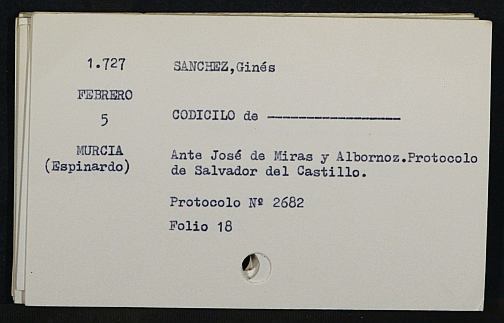 1.727 SANCHEZ,Ginés
FEBRERO
5 CODICILO de -------------------
MURCIA
(Espinardo)
Ante José de Miras y Albornoz.Protocolo
de Salvador del Castillo.
Protocolo Nº 2682
Folio 18